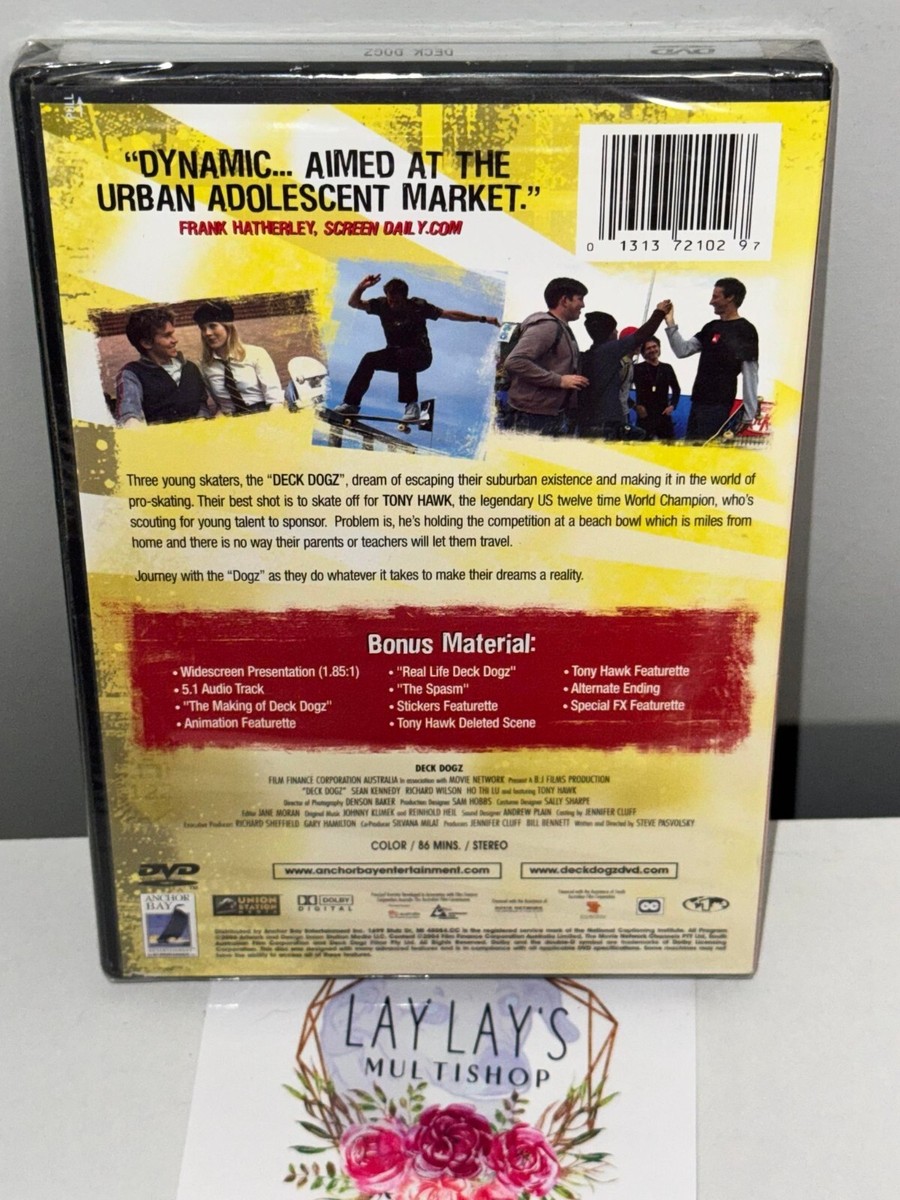 DECK DOGZ
DVD
PULL
“DYNAMIC... AIMED AT THE
URBAN ADOLESCENT MARKET.”
FRANK HATHERLEY, SCREEN DAILY.COM
0 1313 72102 9 7
Three young skaters, the “DECK DOGZ”, dream of escaping their suburban existence and making it in the world of
pro-skating. Their best shot is to skate off for TONY HAWK, the legendary US twelve time World Champion, who’s
scouting for young talent to sponsor. Problem is, he’s holding the competition at a beach bowl which is miles from
home and there is no way their parents or teachers will let them travel.
Journey with the “Dogz” as they do whatever it takes to make their dreams a reality.
Bonus Material:
• Widescreen Presentation (1.85:1)
• 5.1 Audio Track
• "The Making of Deck Dogz"
• Animation Featurette
• "Real Life Deck Dogz"
• "The Spasm"
• Stickers Featurette
• Tony Hawk Deleted Scene
• Tony Hawk Featurette
• Alternate Ending
• Special FX Featurette
DECK DOGZ
FILM FINANCE CORPORATION AUSTRALIA in association with MOVIE NETWORK Present A B.J FILMS PRODUCTION
"DECK DOGZ" SEAN KENNEDY RICHARD WILSON HO THI LU and featuring TONY HAWK
Director of Photography DENSON BAKER Production Designer SAM HOBBS Costume Designer SALLY SHARPE
Editor JANE MORAN Original Music JOHNNY KLIMEK and REINHOLD HEIL Sound Designer ANDREW PLAIN Casting by JENNIFER CLUFF
Executive Producers RICHARD SHEFFIELD GARY HAMILTON Co-Producer SILVANA MILAT Producers JENNIFER CLUFF BILL BENNETT Written and Directed by STEVE PASVOLSKY
COLOR / 86 MINS. / STEREO
DVD
www.anchorbayentertainment.com
www.deckdogzdvd.com
ANCHOR BAY
UNION STATION
DOLBY DIGITAL
LAY LAY'S
MULTISHOP